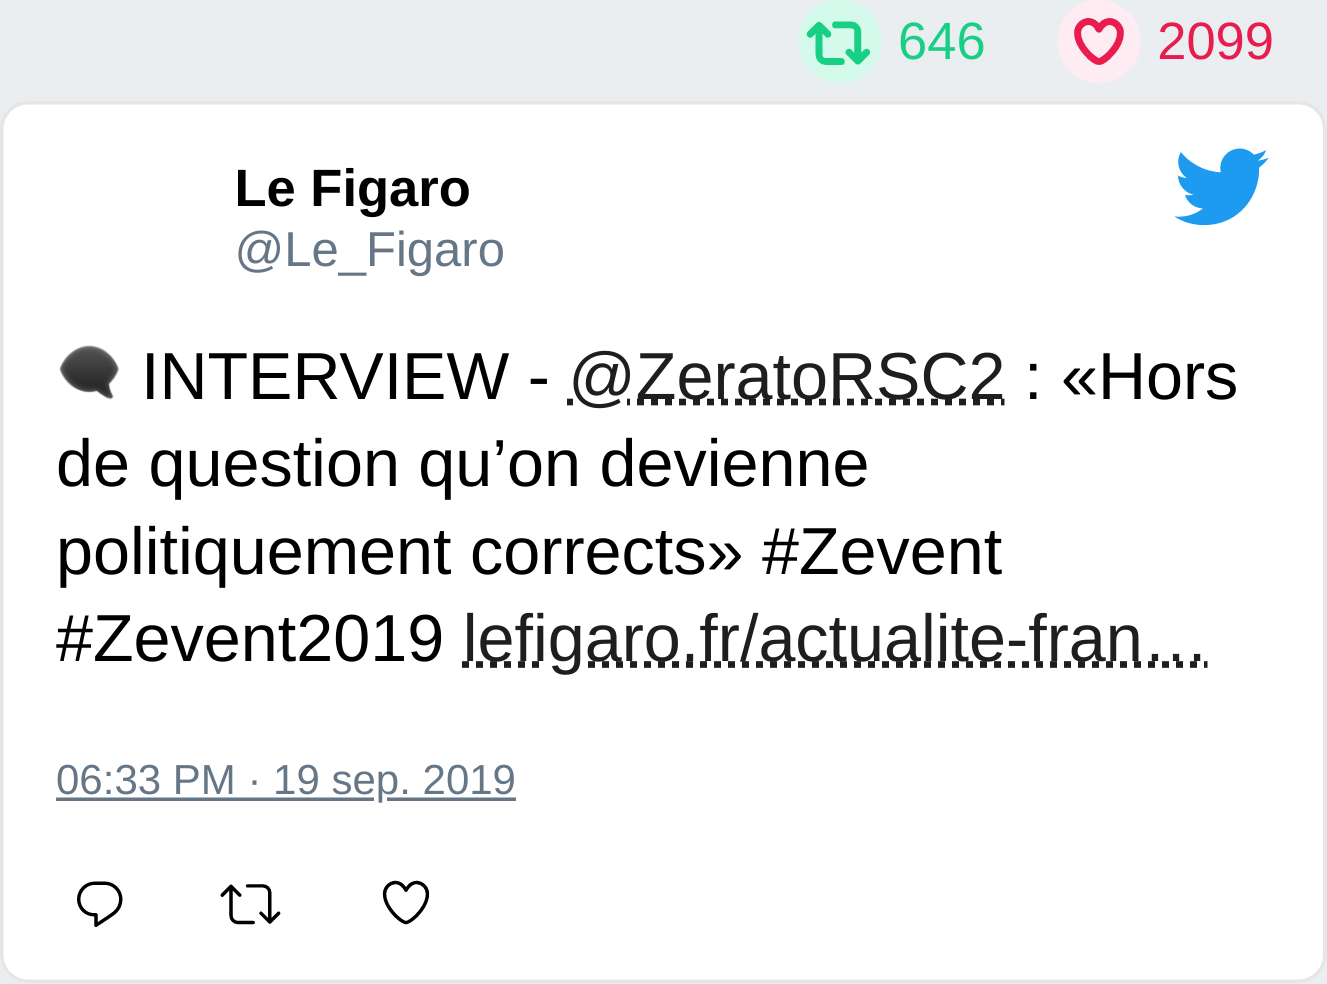 646 2099
Le Figaro
@Le_Figaro
🗨 INTERVIEW - @ZeratoRSC2 : «Hors
de question qu’on devienne
politiquement corrects» #Zevent
#Zevent2019 lefigaro.fr/actualite-fran…
06:33 PM · 19 sep. 2019